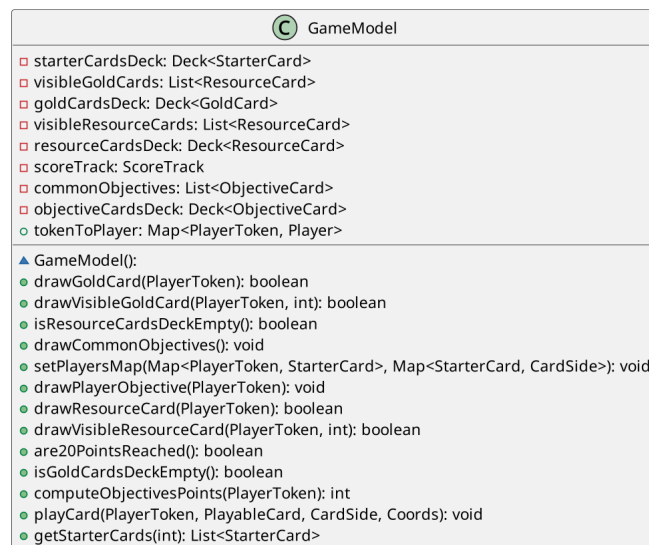 C GameModel
starterCardsDeck: Deck<StarterCard>
visibleGoldCards: List<ResourceCard>
goldCardsDeck: Deck<GoldCard>
visibleResourceCards: List<ResourceCard>
resourceCardsDeck: Deck<ResourceCard>
scoreTrack: ScoreTrack
commonObjectives: List<ObjectiveCard>
objectiveCardsDeck: Deck<ObjectiveCard>
tokenToPlayer: Map<PlayerToken, Player>
GameModel():
drawGoldCard(PlayerToken): boolean
drawVisibleGoldCard(PlayerToken, int): boolean
isResourceCardsDeckEmpty(): boolean
drawCommonObjectives(): void
setPlayersMap(Map<PlayerToken, StarterCard>, Map<StarterCard, CardSide>): void
drawPlayerObjective(PlayerToken): void
drawResourceCard(PlayerToken): boolean
drawVisibleResourceCard(PlayerToken, int): boolean
are20PointsReached(): boolean
isGoldCardsDeckEmpty(): boolean
computeObjectivesPoints(PlayerToken): int
playCard(PlayerToken, PlayableCard, CardSide, Coords): void
getStarterCards(int): List<StarterCard>